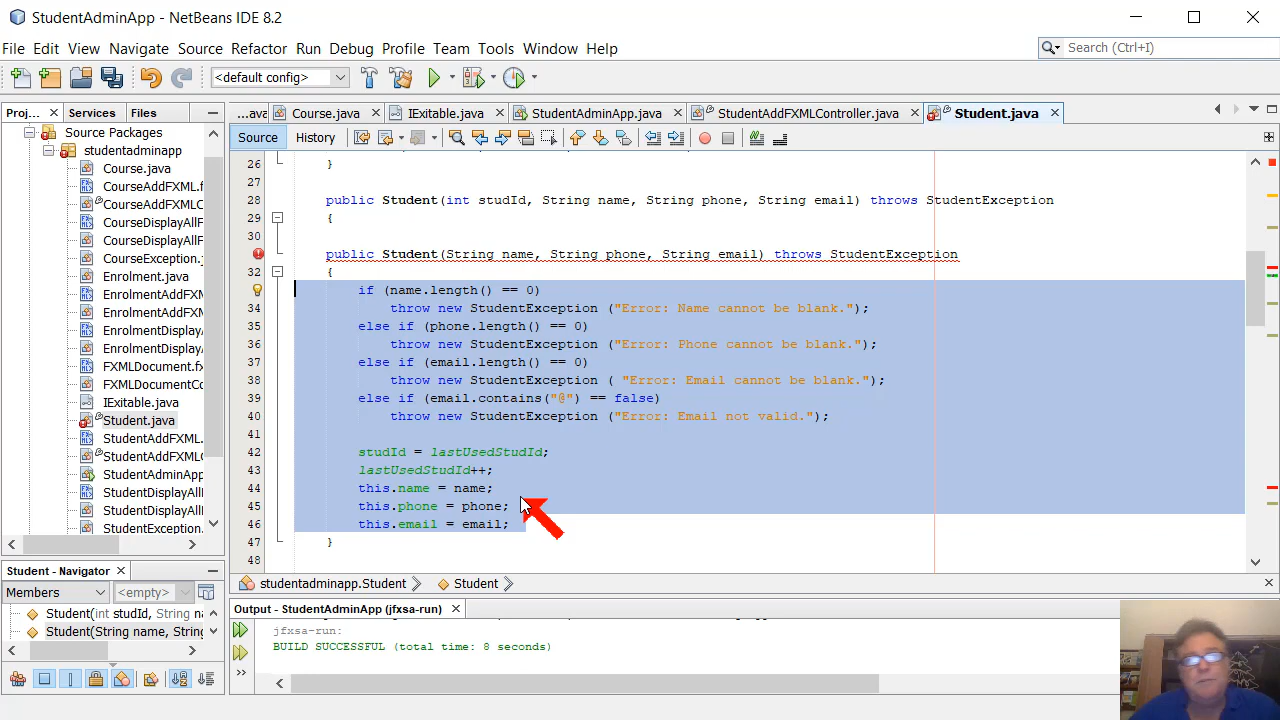 StudentAdminApp - NetBeans IDE 8.2
File Edit View Navigate Source Refactor Run Debug Profile Team Tools Window Help
Search (Ctrl+I)
<default config>
Proj... Services Files
...ava Course.java IExitable.java StudentAdminApp.java StudentAddFXMLController.java Student.java
Source History
Source Packages
studentadminapp
Course.java
CourseAddFXML.f
CourseAddFXMLC
CourseDisplayAllF
CourseDisplayAllF
CourseException.j
Enrolment.java
EnrolmentAddFXM
EnrolmentAddFXM
EnrolmentDisplay
EnrolmentDisplay
FXMLDocument.fx
FXMLDocumentCo
IExitable.java
Student.java
StudentAddFXML.
StudentAddFXMLC
StudentAdminApp
StudentDisplayAll
StudentDisplayAllF
StudentException.
26 }
27
28 public Student(int studId, String name, String phone, String email) throws StudentException
29 {
30
public Student(String name, String phone, String email) throws StudentException
32 {
if (name.length() == 0)
34 throw new StudentException ("Error: Name cannot be blank.");
35 else if (phone.length() == 0)
36 throw new StudentException ("Error: Phone cannot be blank.");
37 else if (email.length() == 0)
38 throw new StudentException ( "Error: Email cannot be blank.");
39 else if (email.contains("@") == false)
40 throw new StudentException ("Error: Email not valid.");
41
42 studId = lastUsedStudId;
43 lastUsedStudId++;
44 this.name = name;
45 this.phone = phone;
46 this.email = email;
47 }
48
studentadminapp.Student Student
Student - Navigator
Members <empty>
Student(int studId, String na
Student(String name, String
Output - StudentAdminApp (jfxsa-run)
jfxsa-run:
BUILD SUCCESSFUL (total time: 8 seconds)